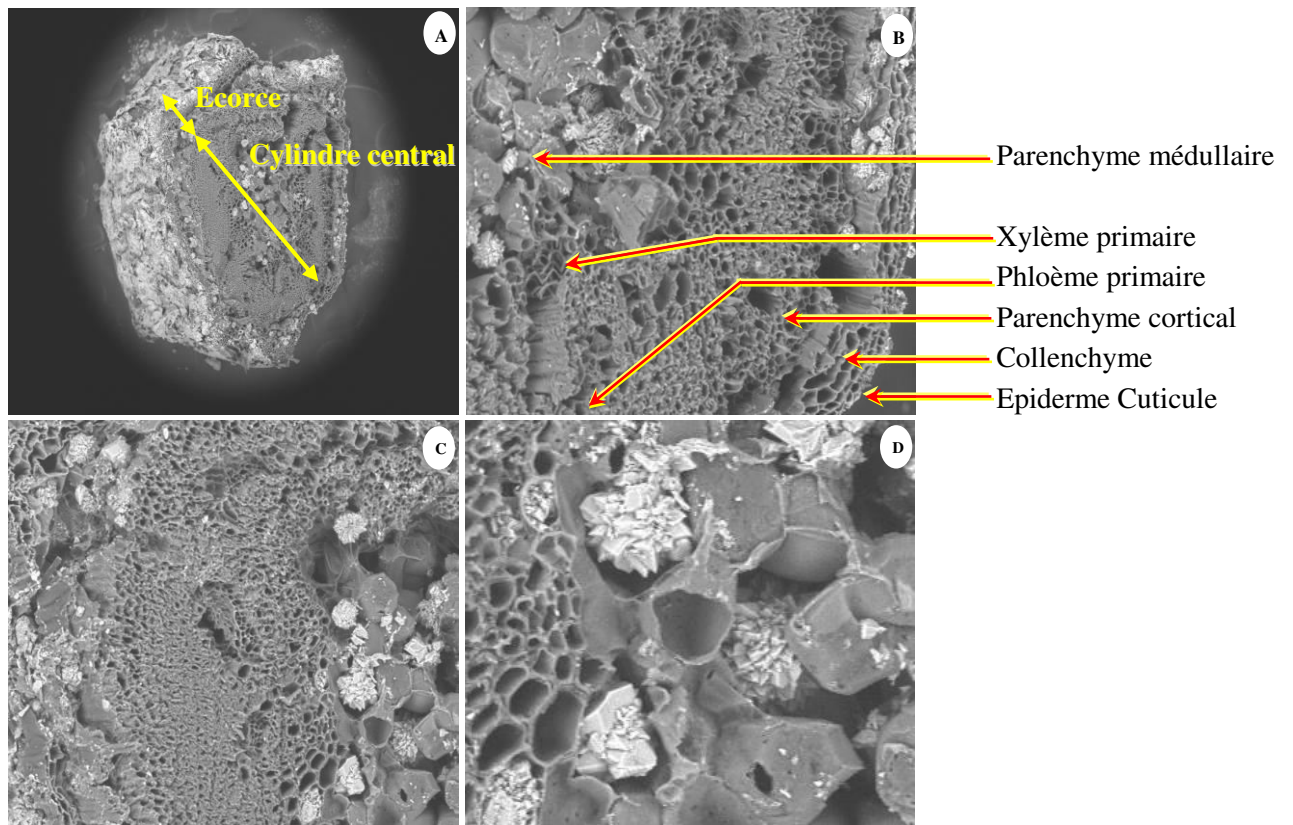 A
Ecorce
Cylindre central
B
Parenchyme médullaire
Xylème primaire
Phloème primaire
Parenchyme cortical
Collenchyme
Epiderme Cuticule
C
D